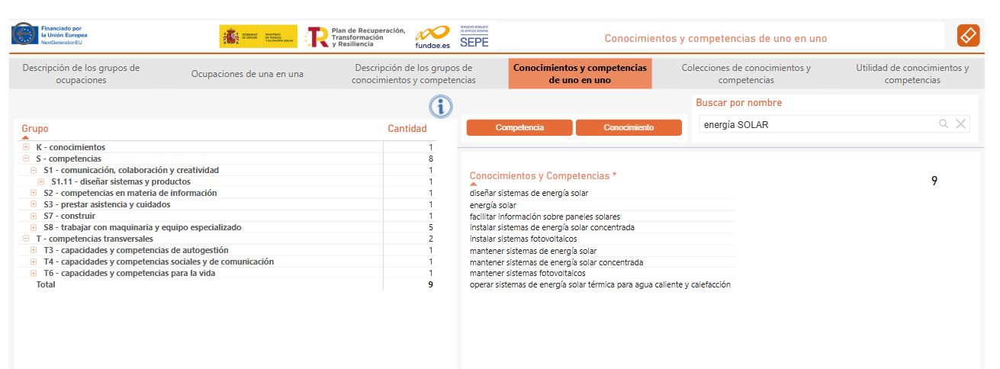 Financiado por
la Unión Europea
NextGenerationEU
GOBIERNO
DE ESPAÑA
MINISTERIO
DE TRABAJO
Y ECONOMÍA SOCIAL
Plan de Recuperación,
Transformación
y Resiliencia
fundae.es
SERVICIO PÚBLICO
DE EMPLEO ESTATAL
SEPE
Conocimientos y competencias de uno en uno
Descripción de los grupos de
ocupaciones
Ocupaciones de una en una
Descripción de los grupos de
conocimientos y competencias
Conocimientos y competencias
de uno en uno
Colecciones de conocimientos y
competencias
Utilidad de conocimientos y
competencias
Buscar por nombre
energía SOLAR
Competencia
Conocimiento
Grupo Cantidad
K - conocimientos 1
S - competencias 8
S1 - comunicación, colaboración y creatividad 1
S1.11 - diseñar sistemas y productos 1
S2 - competencias en materia de información 1
S3 - prestar asistencia y cuidados 1
S7 - construir 1
S8 - trabajar con maquinaria y equipo especializado 5
T - competencias transversales 2
T3 - capacidades y competencias de autogestión 1
T4 - capacidades y competencias sociales y de comunicación 1
T6 - capacidades y competencias para la vida 1
Total 9
Conocimientos y Competencias *
9
diseñar sistemas de energía solar
energía solar
facilitar información sobre paneles solares
instalar sistemas de energía solar concentrada
instalar sistemas fotovoltaicos
mantener sistemas de energía solar
mantener sistemas de energía solar concentrada
mantener sistemas fotovoltaicos
operar sistemas de energía solar térmica para agua caliente y calefacción